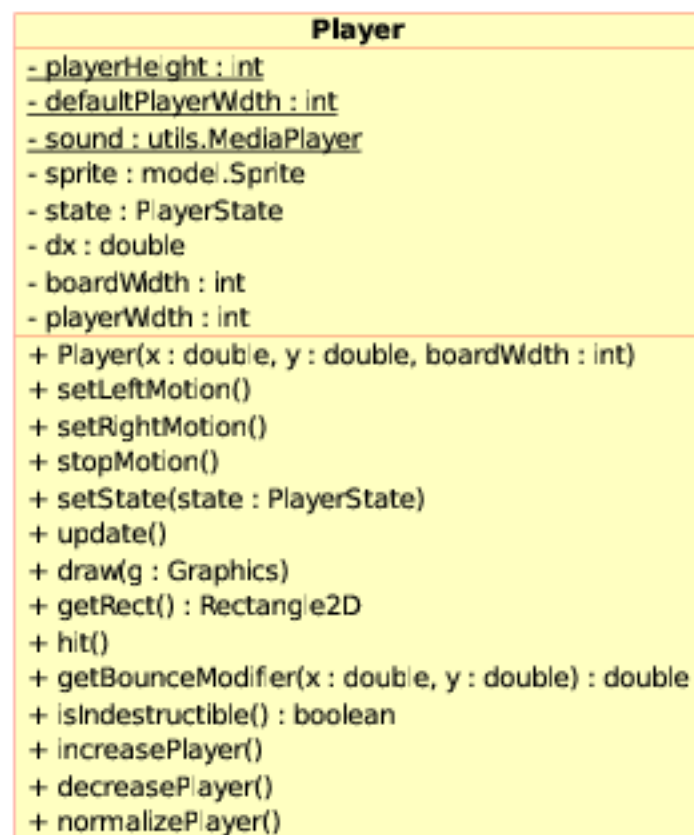 Player
- playerHeight : int
- defaultPlayerWidth : int
- sound : utils.MediaPlayer
- sprite : model.Sprite
- state : PlayerState
- dx : double
- boardWidth : int
- playerWidth : int
+ Player(x : double, y : double, boardWidth : int)
+ setLeftMotion()
+ setRightMotion()
+ stopMotion()
+ setState(state : PlayerState)
+ update()
+ draw(g : Graphics)
+ getRect() : Rectangle2D
+ hit()
+ getBounceModifier(x : double, y : double) : double
+ isIndestructible() : boolean
+ increasePlayer()
+ decreasePlayer()
+ normalizePlayer()